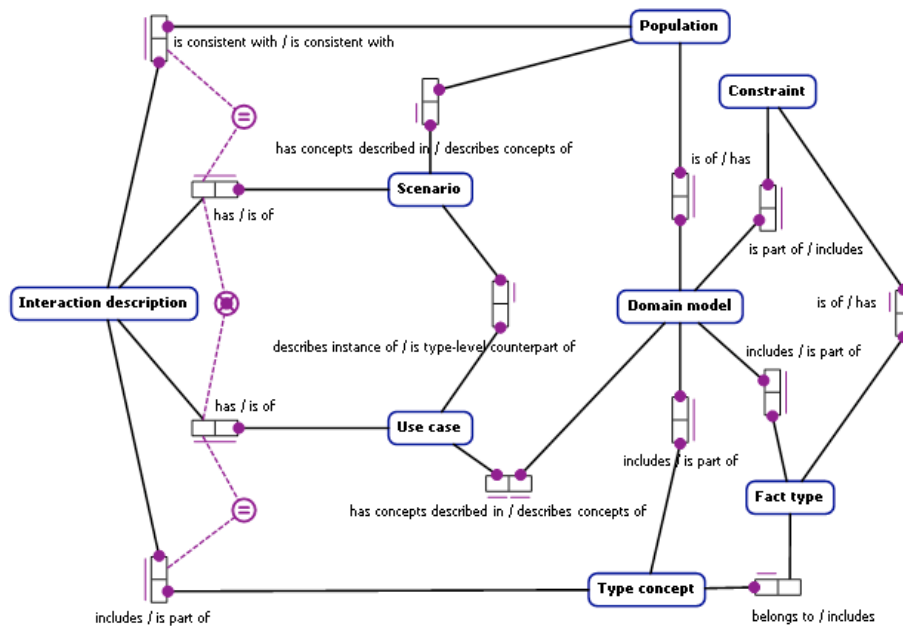 Population
is consistent with / is consistent with
Constraint
has concepts described in / describes concepts of
is of / has
Scenario
has / is of
is part of / includes
Interaction description
Domain model
is of / has
describes instance of / is type-level counterpart of
includes / is part of
has / is of
Use case
includes / is part of
Fact type
has concepts described in / describes concepts of
Type concept
includes / is part of
belongs to / includes